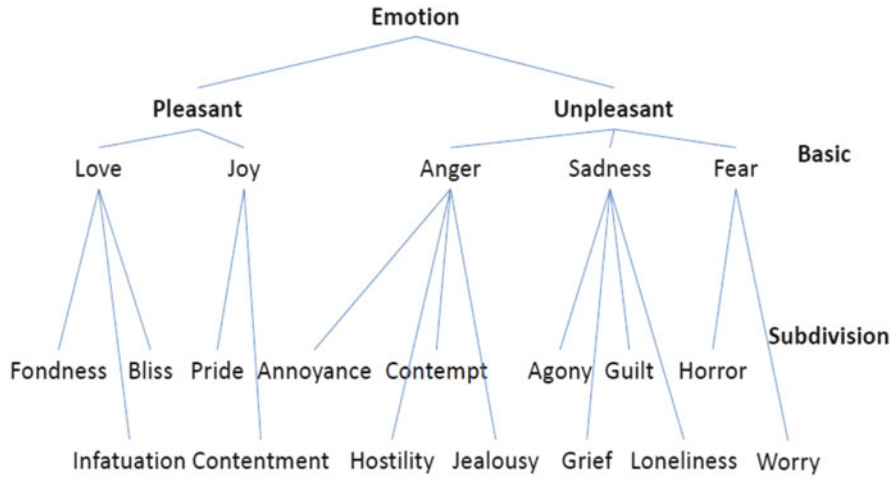 Emotion
Pleasant Unpleasant
Basic
Love Joy Anger Sadness Fear
Subdivision
Fondness Bliss Pride Annoyance Contempt Agony Guilt Horror
Infatuation Contentment Hostility Jealousy Grief Loneliness Worry